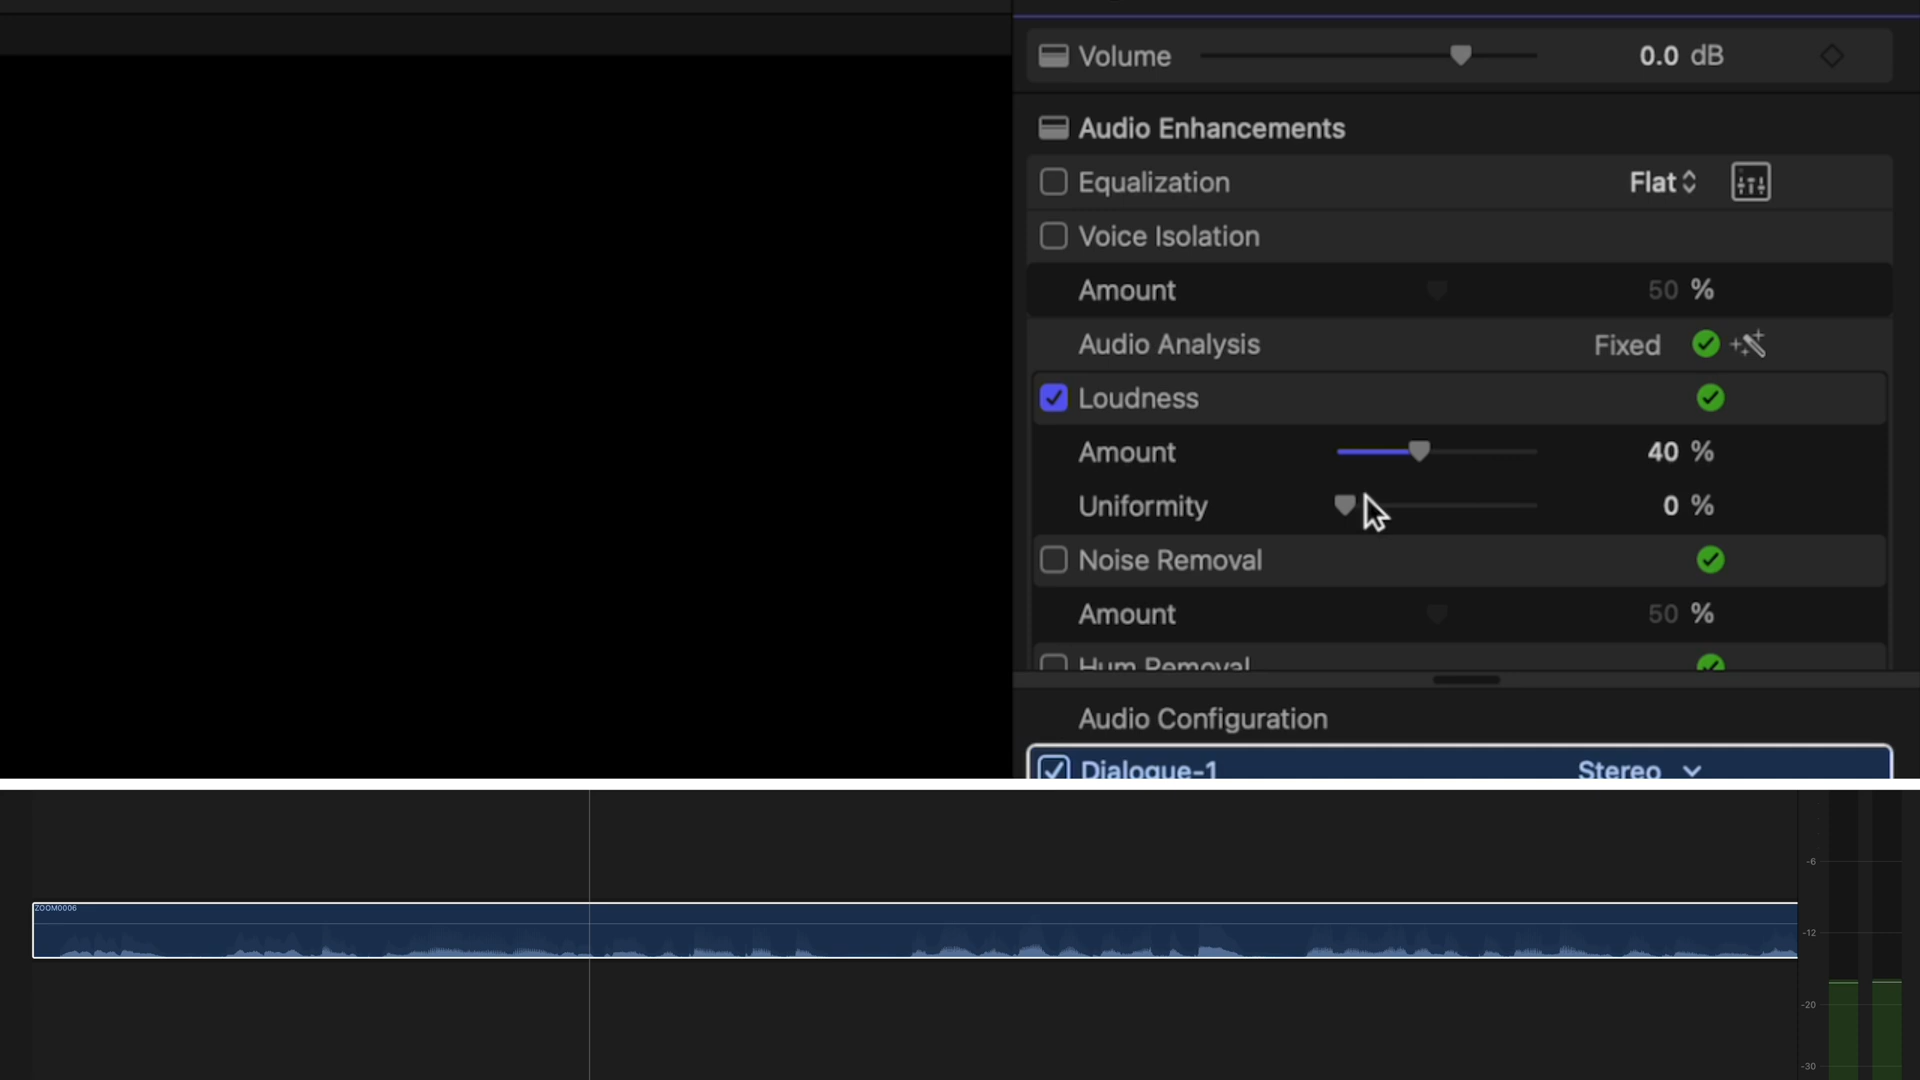 Volume 0.0 dB
Audio Enhancements
Equalization Flat
Voice Isolation
Amount 50 %
Audio Analysis Fixed
Loudness
Amount 40 %
Uniformity 0 %
Noise Removal
Amount 50 %
Hum Removal
Audio Configuration
Dialogue-1 Stereo
ZOOM0006
-6
-12
-20
-30